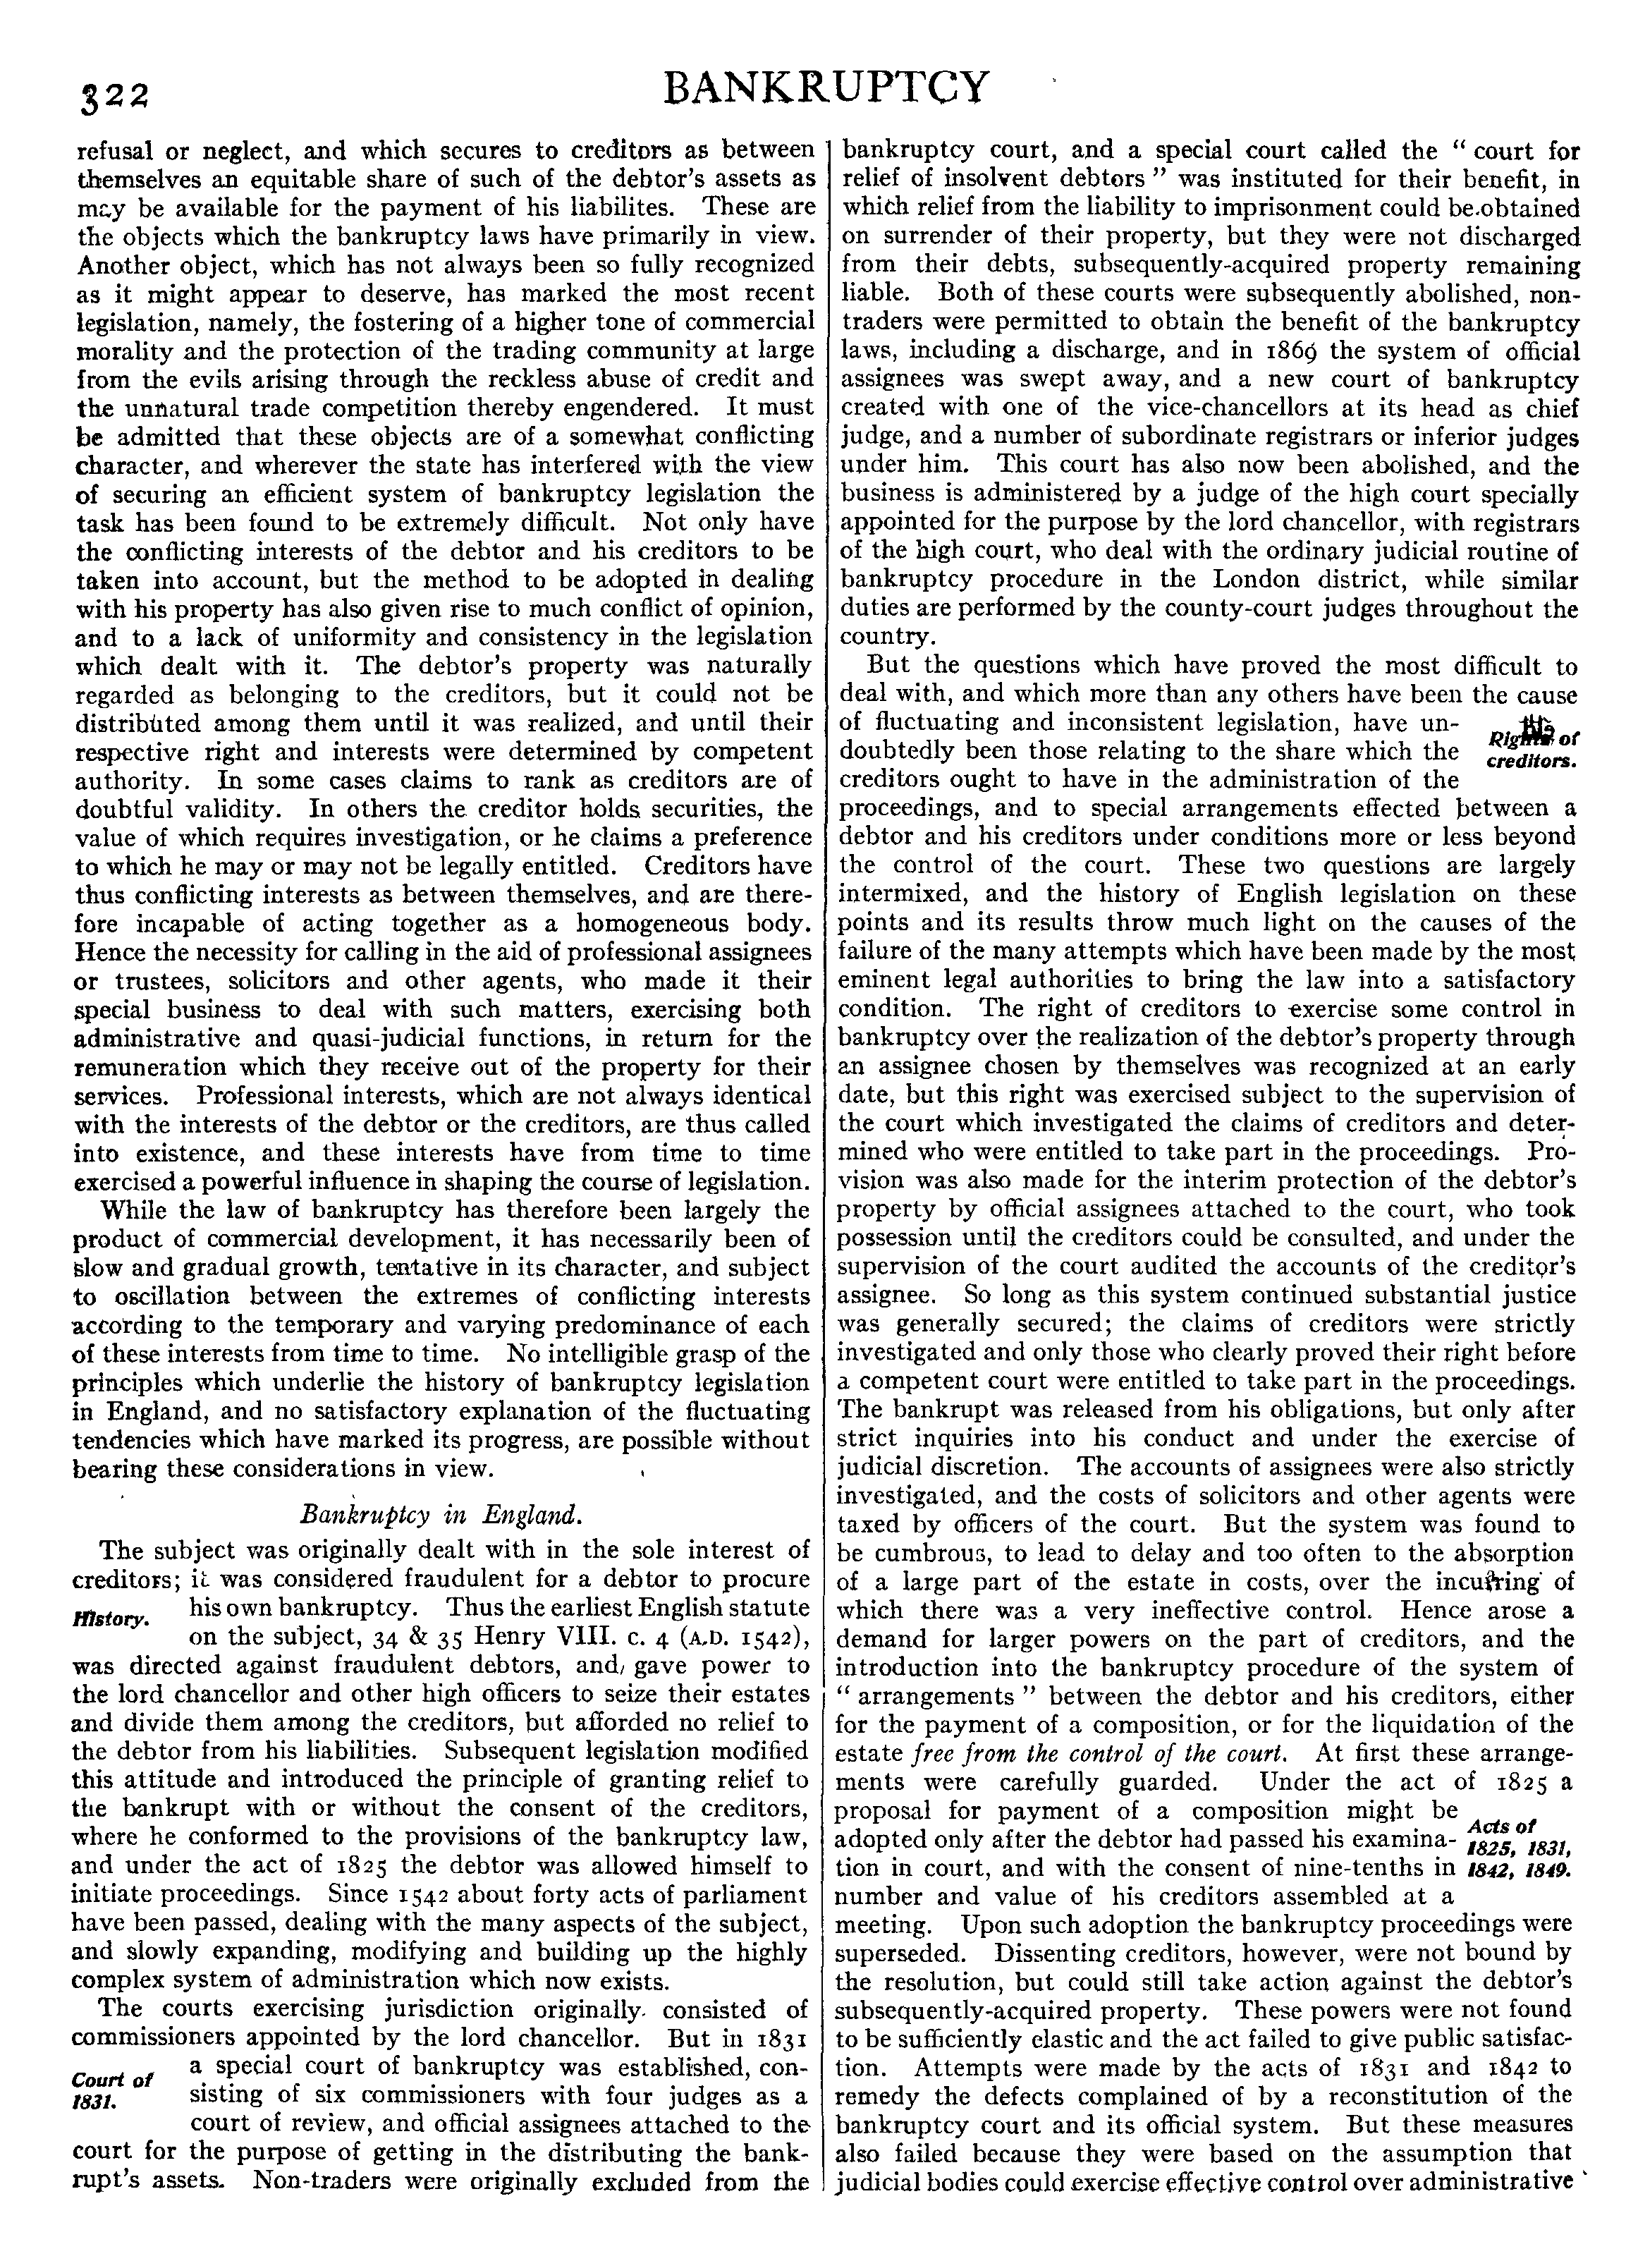 322
BANKRUPTCY
refusal or neglect, and which secures to creditors as between
themselves an equitable share of such of the debtor's assets as
may be available for the payment of his liabilites. These are
the objects which the bankruptcy laws have primarily in view.
Another object, which has not always been so fully recognized
as it might appear to deserve, has marked the most recent
legislation, namely, the fostering of a higher tone of commercial
morality and the protection of the trading community at large
from the evils arising through the reckless abuse of credit and
the unnatural trade competition thereby engendered. It must
be admitted that these objects are of a somewhat conflicting
character, and wherever the state has interfered with the view
of securing an efficient system of bankruptcy legislation the
task has been found to be extremely difficult. Not only have
the conflicting interests of the debtor and his creditors to be
taken into account, but the method to be adopted in dealing
with his property has also given rise to much conflict of opinion,
and to a lack of uniformity and consistency in the legislation
which dealt with it. The debtor's property was naturally
regarded as belonging to the creditors, but it could not be
distributed among them until it was realized, and until their
respective right and interests were determined by competent
authority. In some cases claims to rank as creditors are of
doubtful validity. In others the creditor holds securities, the
value of which requires investigation, or he claims a preference
to which he may or may not be legally entitled. Creditors have
thus conflicting interests as between themselves, and are there-
fore incapable of acting together as a homogeneous body.
Hence the necessity for calling in the aid of professional assignees
or trustees, solicitors and other agents, who made it their
special business to deal with such matters, exercising both
administrative and quasi-judicial functions, in return for the
remuneration which they receive out of the property for their
services. Professional interests, which are not always identical
with the interests of the debtor or the creditors, are thus called
into existence, and these interests have from time to time
exercised a powerful influence in shaping the course of legislation.
While the law of bankruptcy has therefore been largely the
product of commercial development, it has necessarily been of
slow and gradual growth, tentative in its character, and subject
to oscillation between the extremes of conflicting interests
according to the temporary and varying predominance of each
of these interests from time to time. No intelligible grasp of the
principles which underlie the history of bankruptcy legislation
in England, and no satisfactory explanation of the fluctuating
tendencies which have marked its progress, are possible without
bearing these considerations in view.
Bankruptcy in England.
The subject was originally dealt with in the sole interest of
creditors; it was considered fraudulent for a debtor to procure
History.
his own bankruptcy. Thus the earliest English statute
on the subject, 34 & 35 Henry VIII. c. 4 (A.D. 1542),
was directed against fraudulent debtors, and gave power to
the lord chancellor and other high officers to seize their estates
and divide them among the creditors, but afforded no relief to
the debtor from his liabilities. Subsequent legislation modified
this attitude and introduced the principle of granting relief to
the bankrupt with or without the consent of the creditors,
where he conformed to the provisions of the bankruptcy law,
and under the act of 1825 the debtor was allowed himself to
initiate proceedings. Since 1542 about forty acts of parliament
have been passed, dealing with the many aspects of the subject,
and slowly expanding, modifying and building up the highly
complex system of administration which now exists.
The courts exercising jurisdiction originally consisted of
commissioners appointed by the lord chancellor. But in 1831
Court of
1831.
a special court of bankruptcy was established, con-
sisting of six commissioners with four judges as a
court of review, and official assignees attached to the
court for the purpose of getting in the distributing the bank-
rupt's assets. Non-traders were originally excluded from the
bankruptcy court, and a special court called the " court for
relief of insolvent debtors " was instituted for their benefit, in
which relief from the liability to imprisonment could be obtained
on surrender of their property, but they were not discharged
from their debts, subsequently-acquired property remaining
liable. Both of these courts were subsequently abolished, non-
traders were permitted to obtain the benefit of the bankruptcy
laws, including a discharge, and in 1869 the system of official
assignees was swept away, and a new court of bankruptcy
created with one of the vice-chancellors at its head as chief
judge, and a number of subordinate registrars or inferior judges
under him. This court has also now been abolished, and the
business is administered by a judge of the high court specially
appointed for the purpose by the lord chancellor, with registrars
of the high court, who deal with the ordinary judicial routine of
bankruptcy procedure in the London district, while similar
duties are performed by the county-court judges throughout the
country.
But the questions which have proved the most difficult to
deal with, and which more than any others have been the cause
of fluctuating and inconsistent legislation, have un-
doubtedly been those relating to the share which the
creditors ought to have in the administration of the
Rights of
creditors.
proceedings, and to special arrangements effected between a
debtor and his creditors under conditions more or less beyond
the control of the court. These two questions are largely
intermixed, and the history of English legislation on these
points and its results throw much light on the causes of the
failure of the many attempts which have been made by the most
eminent legal authorities to bring the law into a satisfactory
condition. The right of creditors to exercise some control in
bankruptcy over the realization of the debtor's property through
an assignee chosen by themselves was recognized at an early
date, but this right was exercised subject to the supervision of
the court which investigated the claims of creditors and deter-
mined who were entitled to take part in the proceedings. Pro-
vision was also made for the interim protection of the debtor's
property by official assignees attached to the court, who took
possession until the creditors could be consulted, and under the
supervision of the court audited the accounts of the creditor's
assignee. So long as this system continued substantial justice
was generally secured; the claims of creditors were strictly
investigated and only those who clearly proved their right before
a competent court were entitled to take part in the proceedings.
The bankrupt was released from his obligations, but only after
strict inquiries into his conduct and under the exercise of
judicial discretion. The accounts of assignees were also strictly
investigated, and the costs of solicitors and other agents were
taxed by officers of the court. But the system was found to
be cumbrous, to lead to delay and too often to the absorption
of a large part of the estate in costs, over the incurring of
which there was a very ineffective control. Hence arose a
demand for larger powers on the part of creditors, and the
introduction into the bankruptcy procedure of the system of
" arrangements " between the debtor and his creditors, either
for the payment of a composition, or for the liquidation of the
estate free from the control of the court. At first these arrange-
ments were carefully guarded. Under the act of 1825 a
proposal for payment of a composition might be
adopted only after the debtor had passed his examina-
tion in court, and with the consent of nine-tenths in
number and value of his creditors assembled at a
Acts of
1825, 1831,
1842, 1849.
meeting. Upon such adoption the bankruptcy proceedings were
superseded. Dissenting creditors, however, were not bound by
the resolution, but could still take action against the debtor's
subsequently-acquired property. These powers were not found
to be sufficiently elastic and the act failed to give public satisfac-
tion. Attempts were made by the acts of 1831 and 1842 to
remedy the defects complained of by a reconstitution of the
bankruptcy court and its official system. But these measures
also failed because they were based on the assumption that
judicial bodies could exercise effective control over administrative